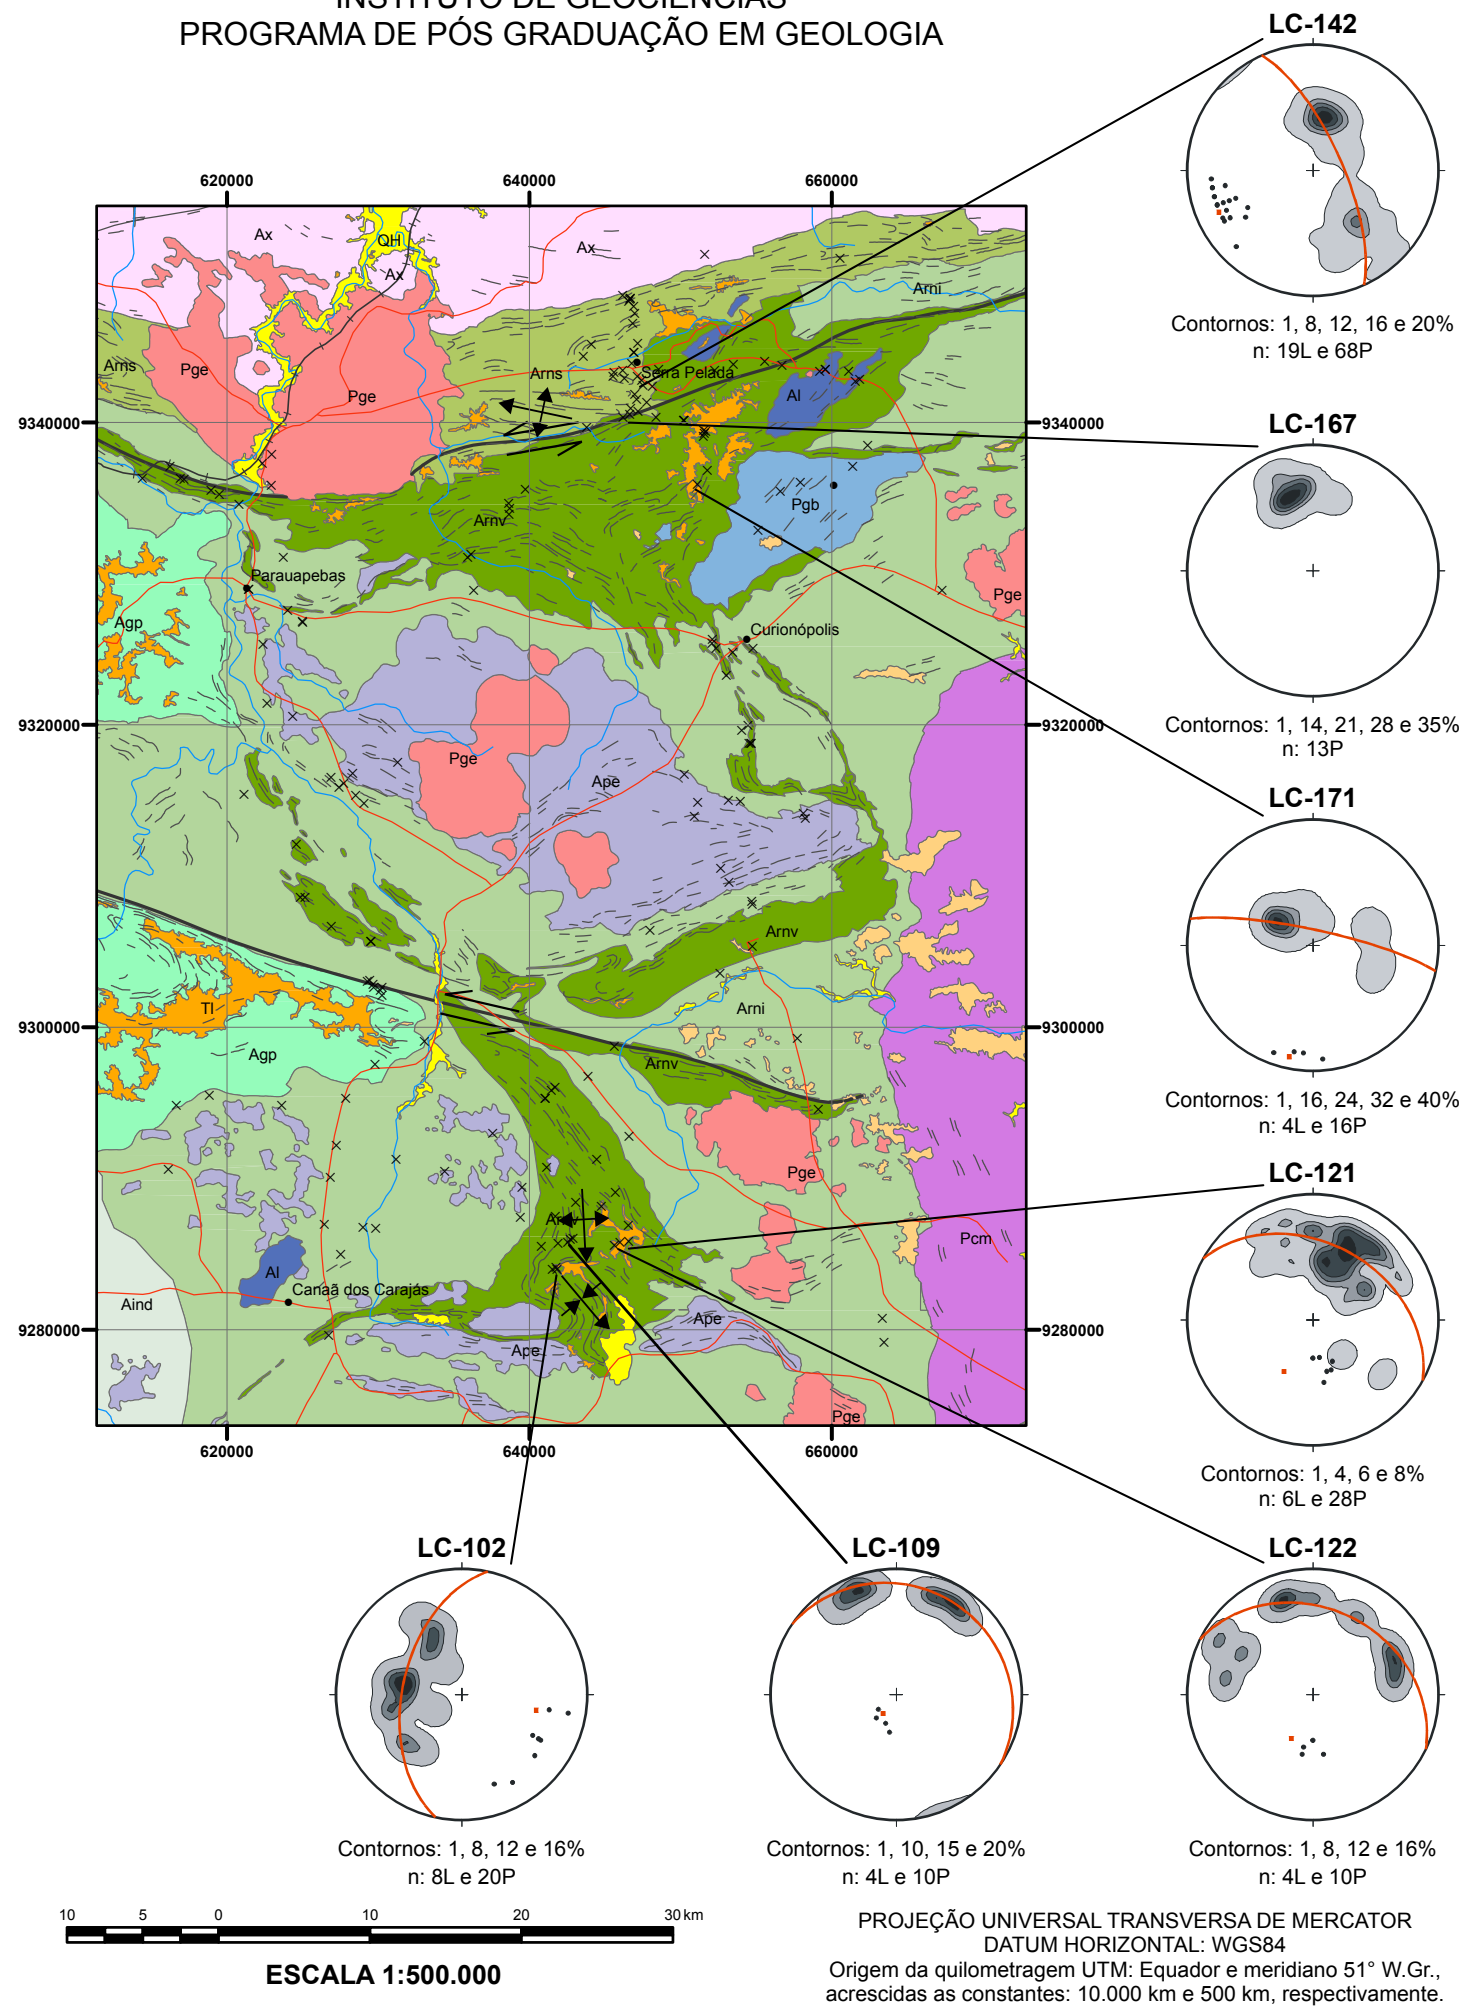 INSTITUTO DE GEOCIÊNCIAS
PROGRAMA DE PÓS GRADUAÇÃO EM GEOLOGIA
LC-142
Contornos: 1, 8, 12, 16 e 20%
n: 19L e 68P
620000
640000
660000
Ax
QH
Ax
Ax
Arni
Arns
Pge
Pge
Arns
Serra Pelada
Al
9340000
9340000
LC-167
Contornos: 1, 14, 21, 28 e 35%
n: 13P
Pgb
Arnv
Parauapebas
Agp
Pge
Curionópolis
9320000
9320000
Pge
Ape
LC-171
Contornos: 1, 16, 24, 32 e 40%
n: 4L e 16P
Arnv
Tl
Arni
9300000
9300000
Agp
Arnv
Pge
LC-121
Contornos: 1, 4, 6 e 8%
n: 6L e 28P
Arnv
Pcm
Al
Canaã dos Carajás
Aind
Ape
Ape
9280000
9280000
Pge
620000
640000
660000
LC-102
Contornos: 1, 8, 12 e 16%
n: 8L e 20P
LC-109
Contornos: 1, 10, 15 e 20%
n: 4L e 10P
LC-122
Contornos: 1, 8, 12 e 16%
n: 4L e 10P
10 5 0 10 20 30 km
ESCALA 1:500.000
PROJEÇÃO UNIVERSAL TRANSVERSA DE MERCATOR
DATUM HORIZONTAL: WGS84
Origem da quilometragem UTM: Equador e meridiano 51° W.Gr.,
acrescidas as constantes: 10.000 km e 500 km, respectivamente.